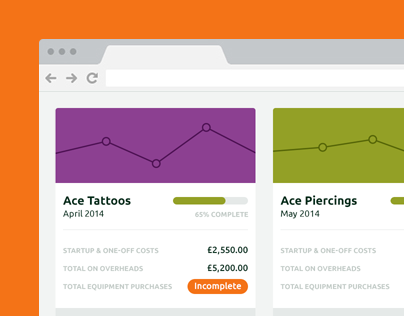 Ace Tattoos
April 2014
65% COMPLETE
STARTUP & ONE-OFF COSTS £2,550.00
TOTAL ON OVERHEADS £5,200.00
TOTAL EQUIPMENT PURCHASES Incomplete
Ace Piercings
May 2014
STARTUP & ONE-OFF COSTS
TOTAL ON OVERHEADS
TOTAL EQUIPMENT PURCHASES